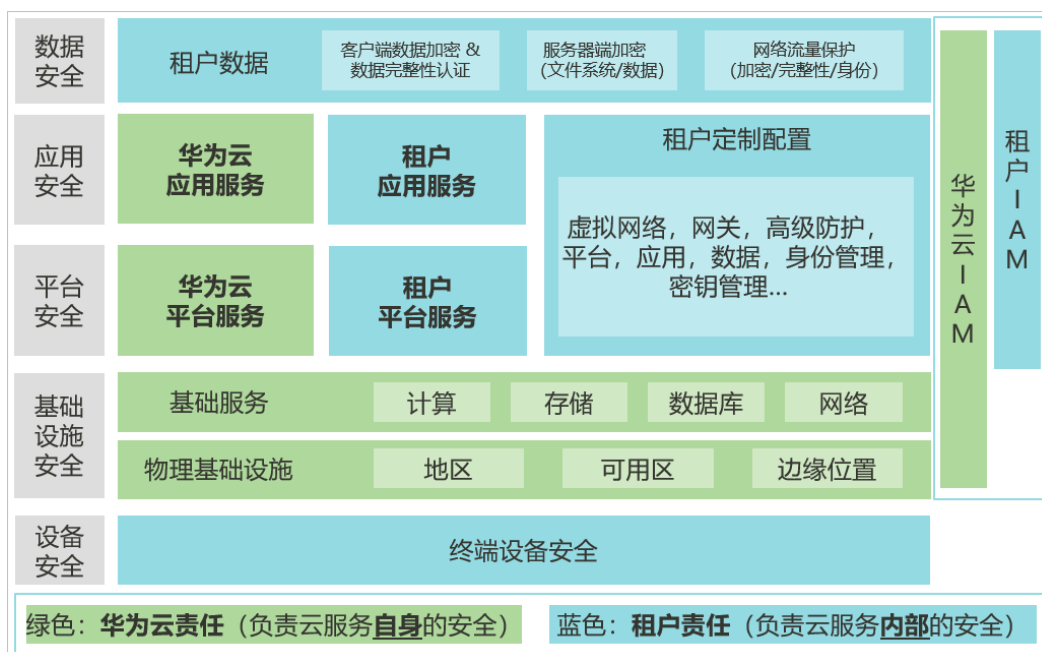 数据
安全
租户数据
客户端数据加密 &
数据完整性认证
服务器端加密
(文件系统/数据)
网络流量保护
(加密/完整性/身份)
应用
安全
华为云
应用服务
租户
应用服务
租户定制配置
虚拟网络，网关，高级防护，
平台，应用，数据，身份管理，
密钥管理...
平台
安全
华为云
平台服务
租户
平台服务
基础
设施
安全
基础服务
计算
存储
数据库
网络
物理基础设施
地区
可用区
边缘位置
设备
安全
终端设备安全
华
为
云
I
A
M
租
户
I
A
M
绿色：华为云责任（负责云服务自身的安全）
蓝色：租户责任（负责云服务内部的安全）